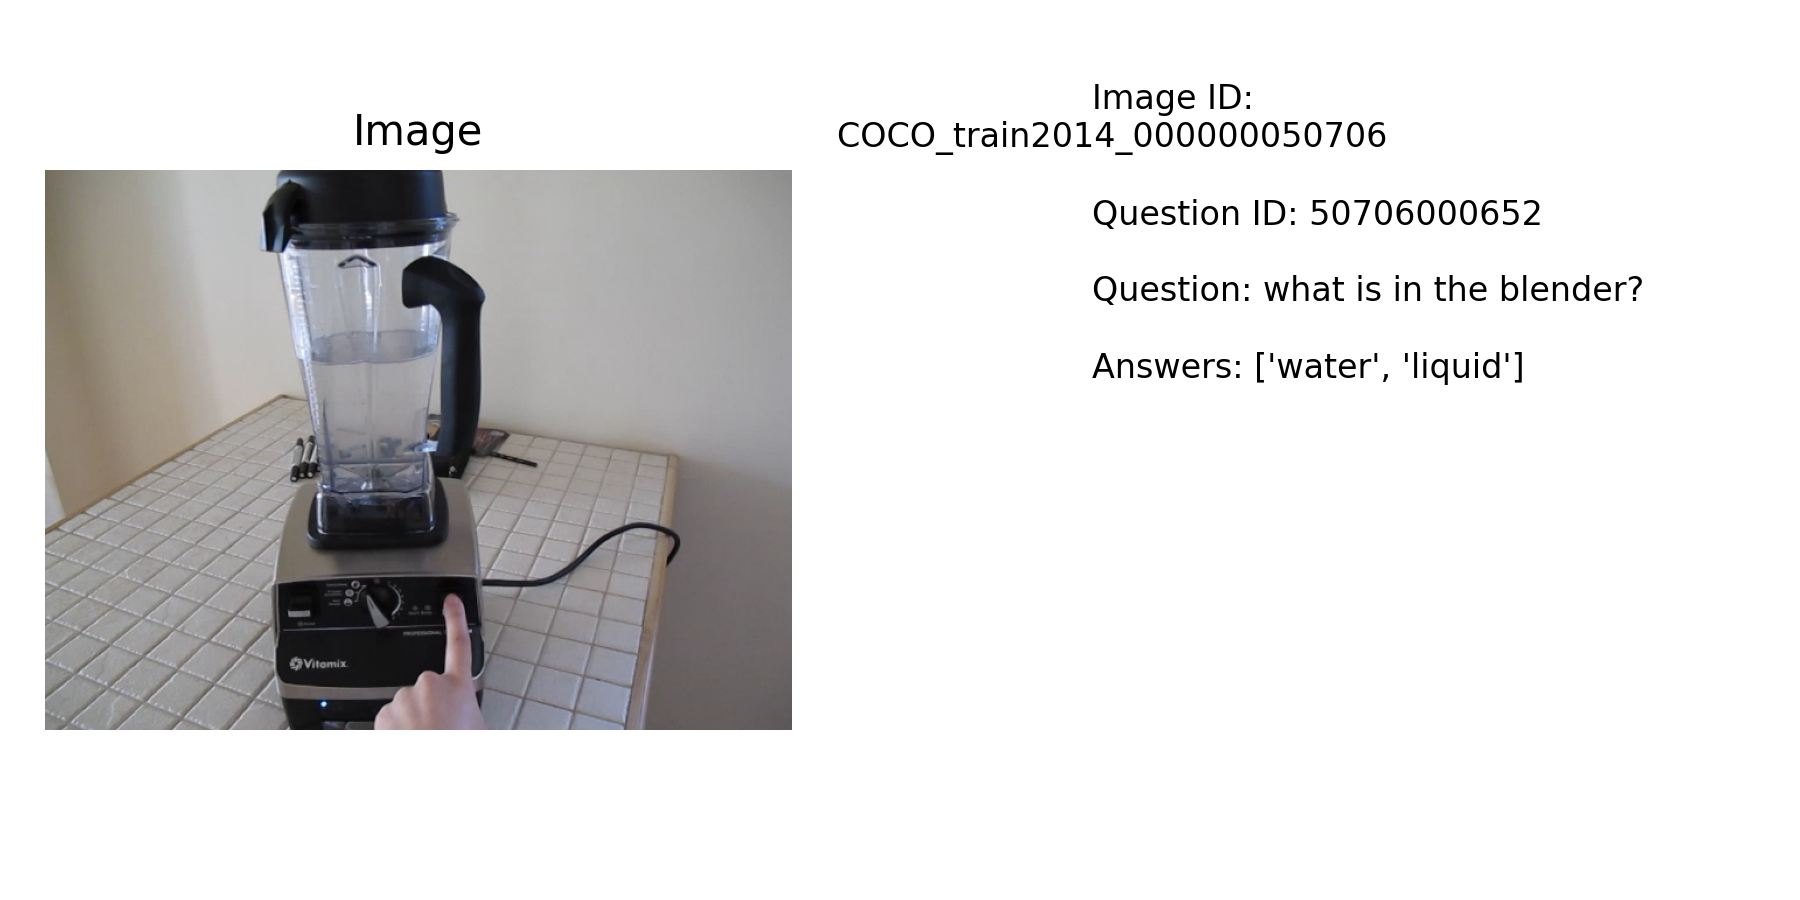 Image
Image ID:
COCO_train2014_000000050706
Question ID: 50706000652
Question: what is in the blender?
Answers: ['water', 'liquid']
PROFESSIONAL
Vitamix